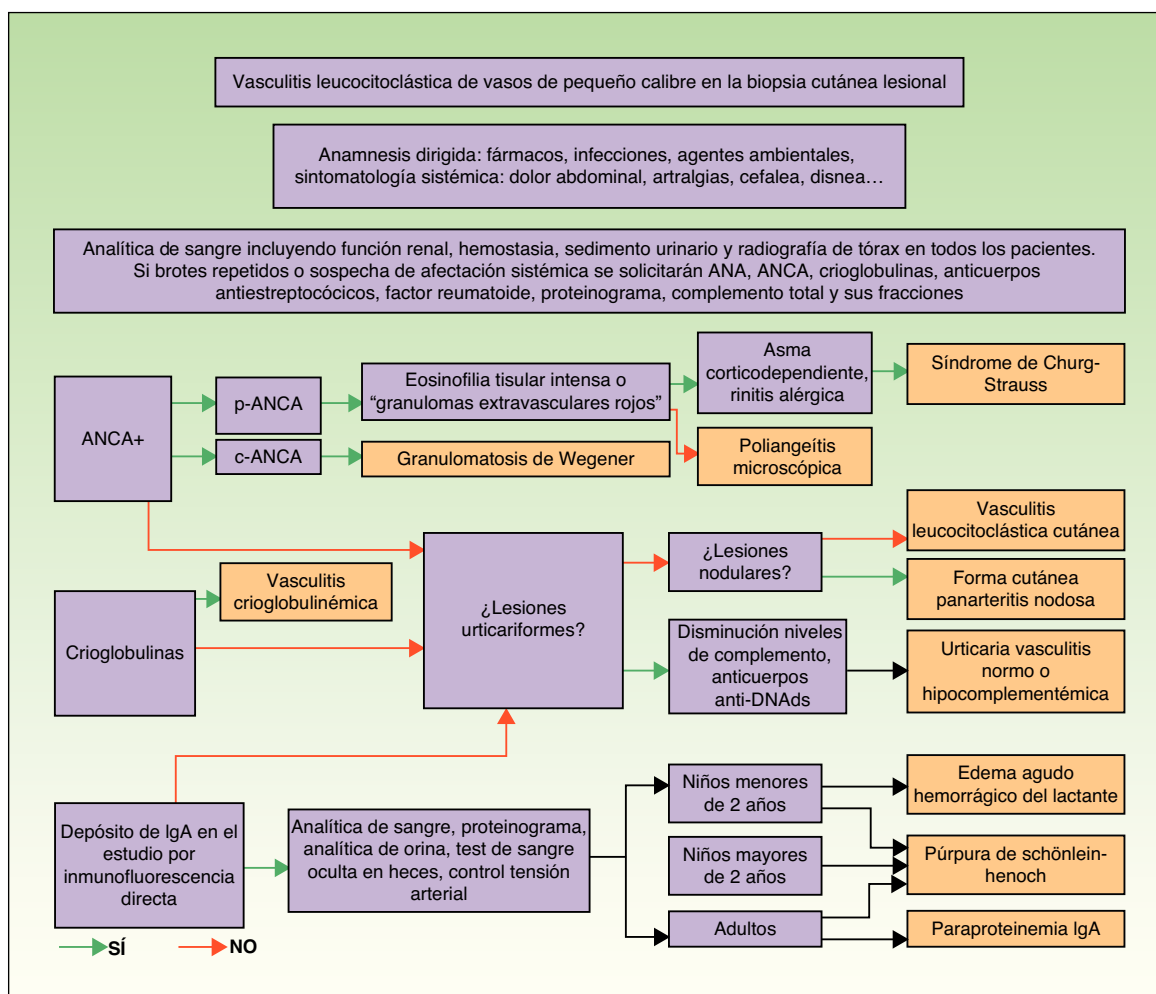 Vasculitis leucocitoclástica de vasos de pequeño calibre en la biopsia cutánea lesional
Anamnesis dirigida: fármacos, infecciones, agentes ambientales,
sintomatología sistémica: dolor abdominal, artralgias, cefalea, disnea…
Analítica de sangre incluyendo función renal, hemostasia, sedimento urinario y radiografía de tórax en todos los pacientes.
Si brotes repetidos o sospecha de afectación sistémica se solicitarán ANA, ANCA, crioglobulinas, anticuerpos
antiestreptocócicos, factor reumatoide, proteinograma, complemento total y sus fracciones
ANCA+
p-ANCA
Eosinofilia tisular intensa o
“granulomas extravasculares rojos”
Asma
corticodependiente,
rinitis alérgica
Síndrome de Churg-
Strauss
c-ANCA
Granulomatosis de Wegener
Poliangeítis
microscópica
Crioglobulinas
Vasculitis
crioglobulinémica
¿Lesiones
urticariformes?
¿Lesiones
nodulares?
Vasculitis
leucocitoclástica cutánea
Forma cutánea
panarteritis nodosa
Disminución niveles
de complemento,
anticuerpos
anti-DNAds
Urticaria vasculitis
normo o
hipocomplementémica
Depósito de IgA en el
estudio por
inmunofluorescencia
directa
Analítica de sangre, proteinograma,
analítica de orina, test de sangre
oculta en heces, control tensión
arterial
Niños menores
de 2 años
Edema agudo
hemorrágico del lactante
Niños mayores
de 2 años
Púrpura de schönlein-
henoch
Adultos
Paraproteinemia IgA
SÍ
NO